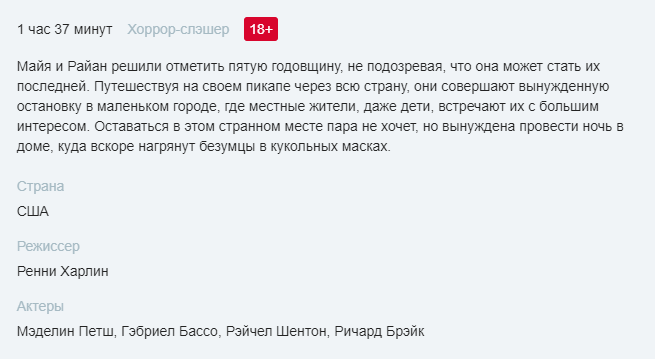 1 час 37 минут Хоррор-слэшер 18+
Майя и Райан решили отметить пятую годовщину, не подозревая, что она может стать их
последней. Путешествуя на своем пикапе через всю страну, они совершают вынужденную
остановку в маленьком городе, где местные жители, даже дети, встречают их с большим
интересом. Оставаться в этом странном месте пара не хочет, но вынуждена провести ночь в
доме, куда вскоре нагрянут безумцы в кукольных масках.
Страна
США
Режиссер
Ренни Харлин
Актеры
Мэделин Петш, Гэбриел Бассо, Рэйчел Шентон, Ричард Брэйк